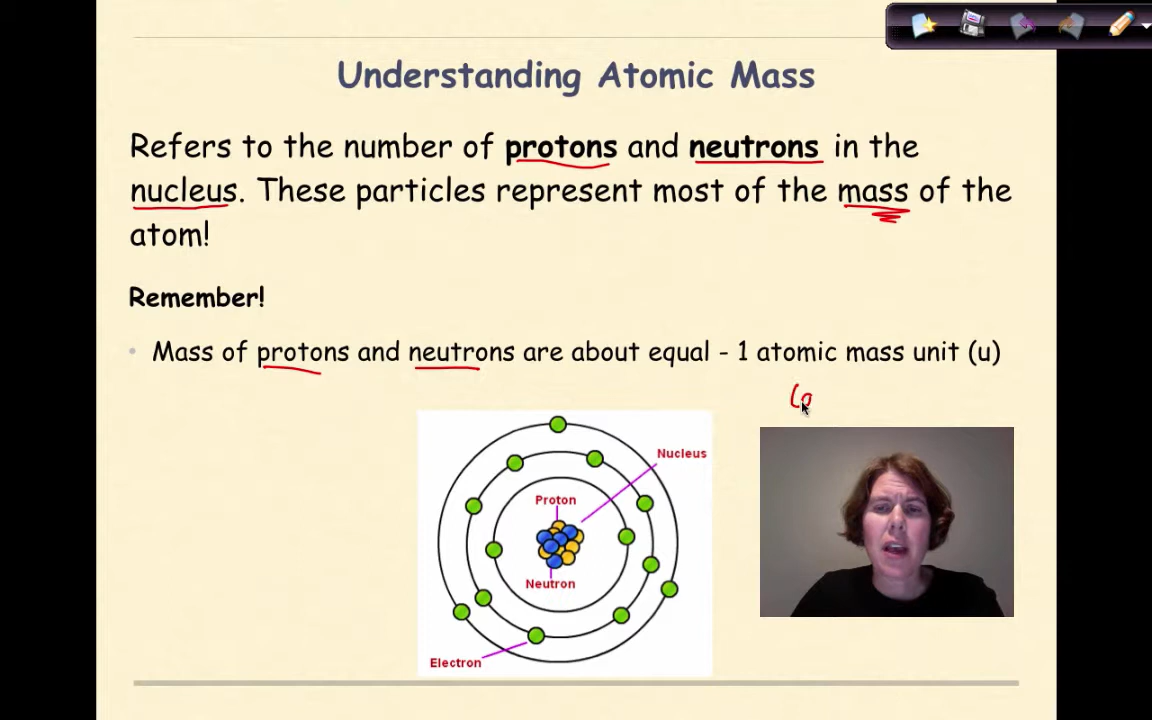 Understanding Atomic Mass
Refers to the number of protons and neutrons in the
nucleus. These particles represent most of the mass of the
atom!
Remember!
• Mass of protons and neutrons are about equal - 1 atomic mass unit (u)
(a
Nucleus
Proton
Neutron
Electron